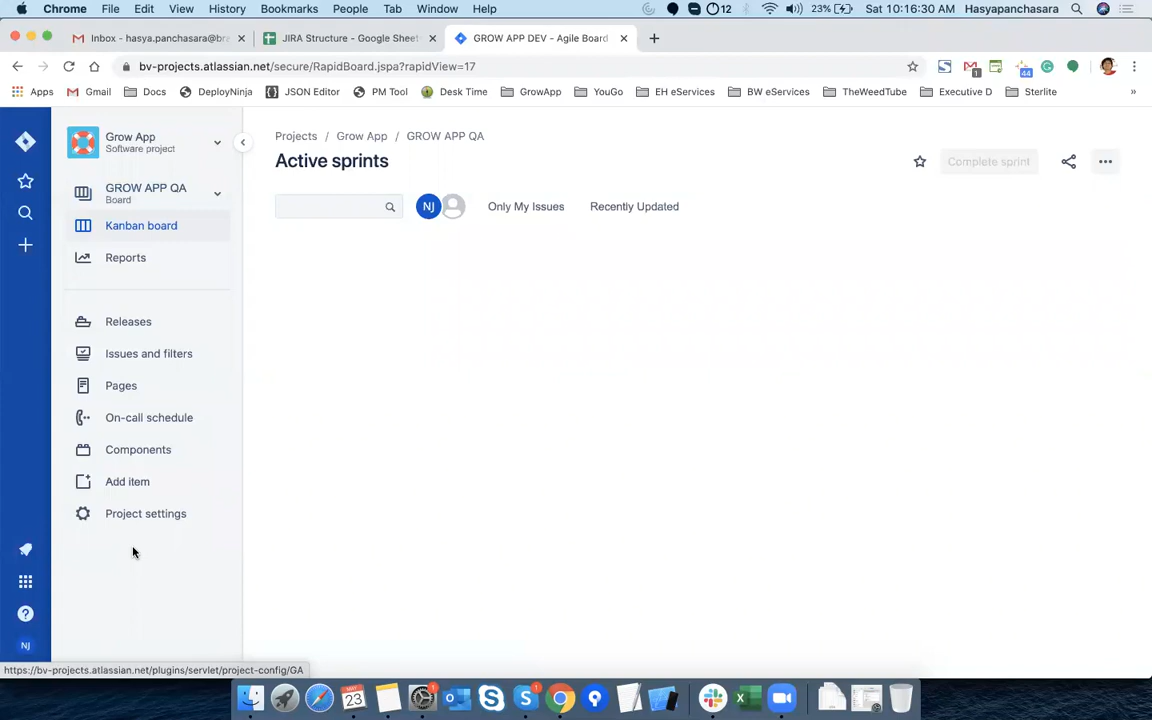 Chrome File Edit View History Bookmarks People Tab Window Help 12 23% Sat 10:16:30 AM Hasyapanchasara
Inbox - hasya.panchasara@bra JIRA Structure - Google Sheet GROW APP DEV - Agile Board
bv-projects.atlassian.net/secure/RapidBoard.jspa?rapidView=17
Apps Gmail Docs DeployNinja JSON Editor PM Tool Desk Time GrowApp YouGo EH eServices BW eServices TheWeedTube Executive D Sterlite »
Grow App
Software project
Projects / Grow App / GROW APP QA
Active sprints
Complete sprint
GROW APP QA
Board
NJ Only My Issues Recently Updated
Kanban board
Reports
Releases
Issues and filters
Pages
On-call schedule
Components
Add item
Project settings
NJ
https://bv-projects.atlassian.net/plugins/servlet/project-config/GA